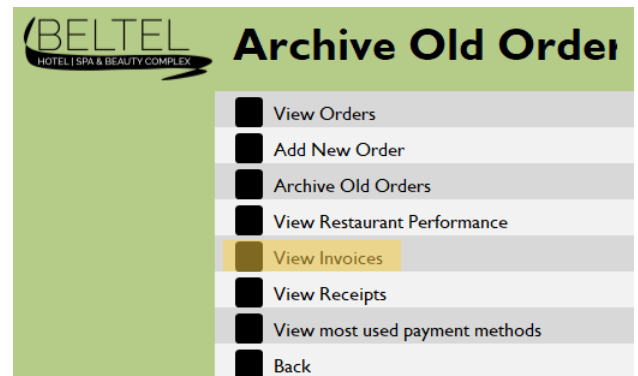 BELTEL
HOTEL | SPA & BEAUTY COMPLEX
Archive Old Order
View Orders
Add New Order
Archive Old Orders
View Restaurant Performance
View Invoices
View Receipts
View most used payment methods
Back